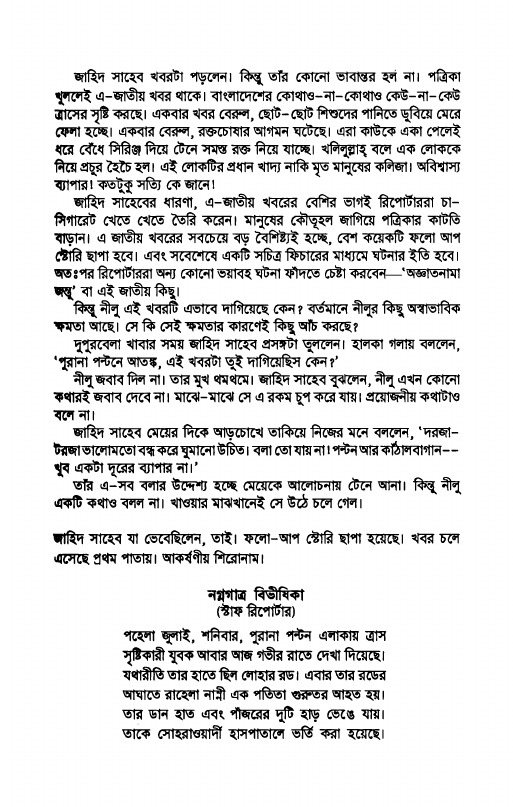 জাহিদ সাহেব খবরটা পড়লেন। কিন্তু তাঁর কোনো ভাবান্তর হল না। পত্রিকা
খুললেই এ-জাতীয় খবর থাকে। বাংলাদেশের কোথাও-না-কোথাও কেউ-না-কেউ
ত্রাসের সৃষ্টি করছে। একবার খবর বেরুল, ছোট-ছোট শিশুদের পানিতে ডুবিয়ে মেরে
ফেলা হচ্ছে। একবার বেরুল, রক্তচোষার আগমন ঘটেছে। এরা কাউকে একা পেলেই
ধরে বেঁধে সিরিঞ্জ দিয়ে টেনে সমস্ত রক্ত নিয়ে যাচ্ছে। খলিলুল্লাহ্ বলে এক লোককে
নিয়ে প্রচুর হৈচৈ হল। এই লোকটির প্রধান খাদ্য নাকি মৃত মানুষের কলিজা। অবিশ্বাস্য
ব্যাপার! কতটুকু সত্যি কে জানে!
জাহিদ সাহেবের ধারণা, এ-জাতীয় খবরের বেশির ভাগই রিপোর্টাররা চা-
সিগারেট খেতে খেতে তৈরি করেন। মানুষের কৌতূহল জাগিয়ে পত্রিকার কাটতি
বাড়ান। এ জাতীয় খবরের সবচেয়ে বড় বৈশিষ্ট্যই হচ্ছে, বেশ কয়েকটি ফলো আপ
স্টোরি ছাপা হবে। এবং সবেশেষে একটি সচিত্র ফিচারের মাধ্যমে ঘটনার ইতি হবে।
অতঃপর রিপোর্টাররা অন্য কোনো ভয়াবহ ঘটনা ফাঁদতে চেষ্টা করবেন—‘অজ্ঞাতনামা
জন্তু’ বা এই জাতীয় কিছু।
কিন্তু নীলু এই খবরটি এভাবে দাগিয়েছে কেন? বর্তমানে নীলুর কিছু অস্বাভাবিক
ক্ষমতা আছে। সে কি সেই ক্ষমতার কারণেই কিছু আঁচ করছে?
দুপুরবেলা খাবার সময় জাহিদ সাহেব প্রসঙ্গটা তুললেন। হালকা গলায় বললেন,
‘পুরানা পল্টনে আতঙ্ক, এই খবরটা তুই দাগিয়েছিস কেন?’
নীলু জবাব দিল না। তার মুখ থমথমে। জাহিদ সাহেব বুঝলেন, নীলু এখন কোনো
কথারই জবাব দেবে না। মাঝে-মাঝে সে এ রকম চুপ করে যায়। প্রয়োজনীয় কথাটাও
বলে না।
জাহিদ সাহেব মেয়ের দিকে আড়চোখে তাকিয়ে নিজের মনে বললেন, ‘দরজা-
টরজা ভালোমতো বন্ধ করে ঘুমানো উচিত। বলা তো যায় না! পল্টন আর কাঁঠালবাগান--
খুব একটা দূরের ব্যাপার না।’
তাঁর এ-সব বলার উদ্দেশ্য হচ্ছে মেয়েকে আলোচনায় টেনে আনা। কিন্তু নীলু
একটি কথাও বলল না। খাওয়ার মাঝখানেই সে উঠে চলে গেল।
জাহিদ সাহেব যা ভেবেছিলেন, তাই। ফলো-আপ স্টোরি ছাপা হয়েছে। খবর চলে
এসেছে প্রথম পাতায়। আকর্ষণীয় শিরোনাম।
নগ্নগাত্র বিভীষিকা
(স্টাফ রিপোর্টার)
পহেলা জুলাই, শনিবার, পুরানা পল্টন এলাকায় ত্রাস
সৃষ্টিকারী যুবক আবার আজ গভীর রাতে দেখা দিয়েছে।
যথারীতি তার হাতে ছিল লোহার রড। এবার তার রডের
আঘাতে রাহেলা নাম্নী এক পতিতা গুরুতর আহত হয়।
তার ডান হাত এবং পাঁজরের দুটি হাড় ভেঙে যায়।
তাকে সোহরাওয়ার্দী হাসপাতালে ভর্তি করা হয়েছে।